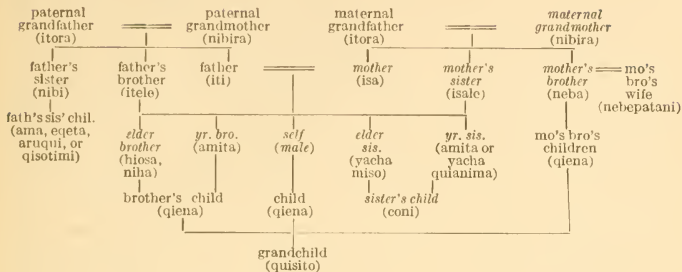 paternal grandfather (itora)
paternal grandmother (nibira)
maternal grandfather (itora)
maternal grandmother (nibira)
father's sister (nibi)
father's brother (itele)
father (iti)
mother (isa)
mother's sister (isale)
mother's brother (neba)
mo's bro's wife (nebepatani)
fath's sis' chil. (ama, eqeta, aruqui, or qisotimi)
elder brother (hiosa, niha)
yr. bro. (amita)
self (male)
elder sis. (yacha miso)
yr. sis. (amita or yacha quianima)
mo's bro's children (qiena)
brother's child (qiena)
child (qiena)
sister's child (coni)
grandchild (quisito)